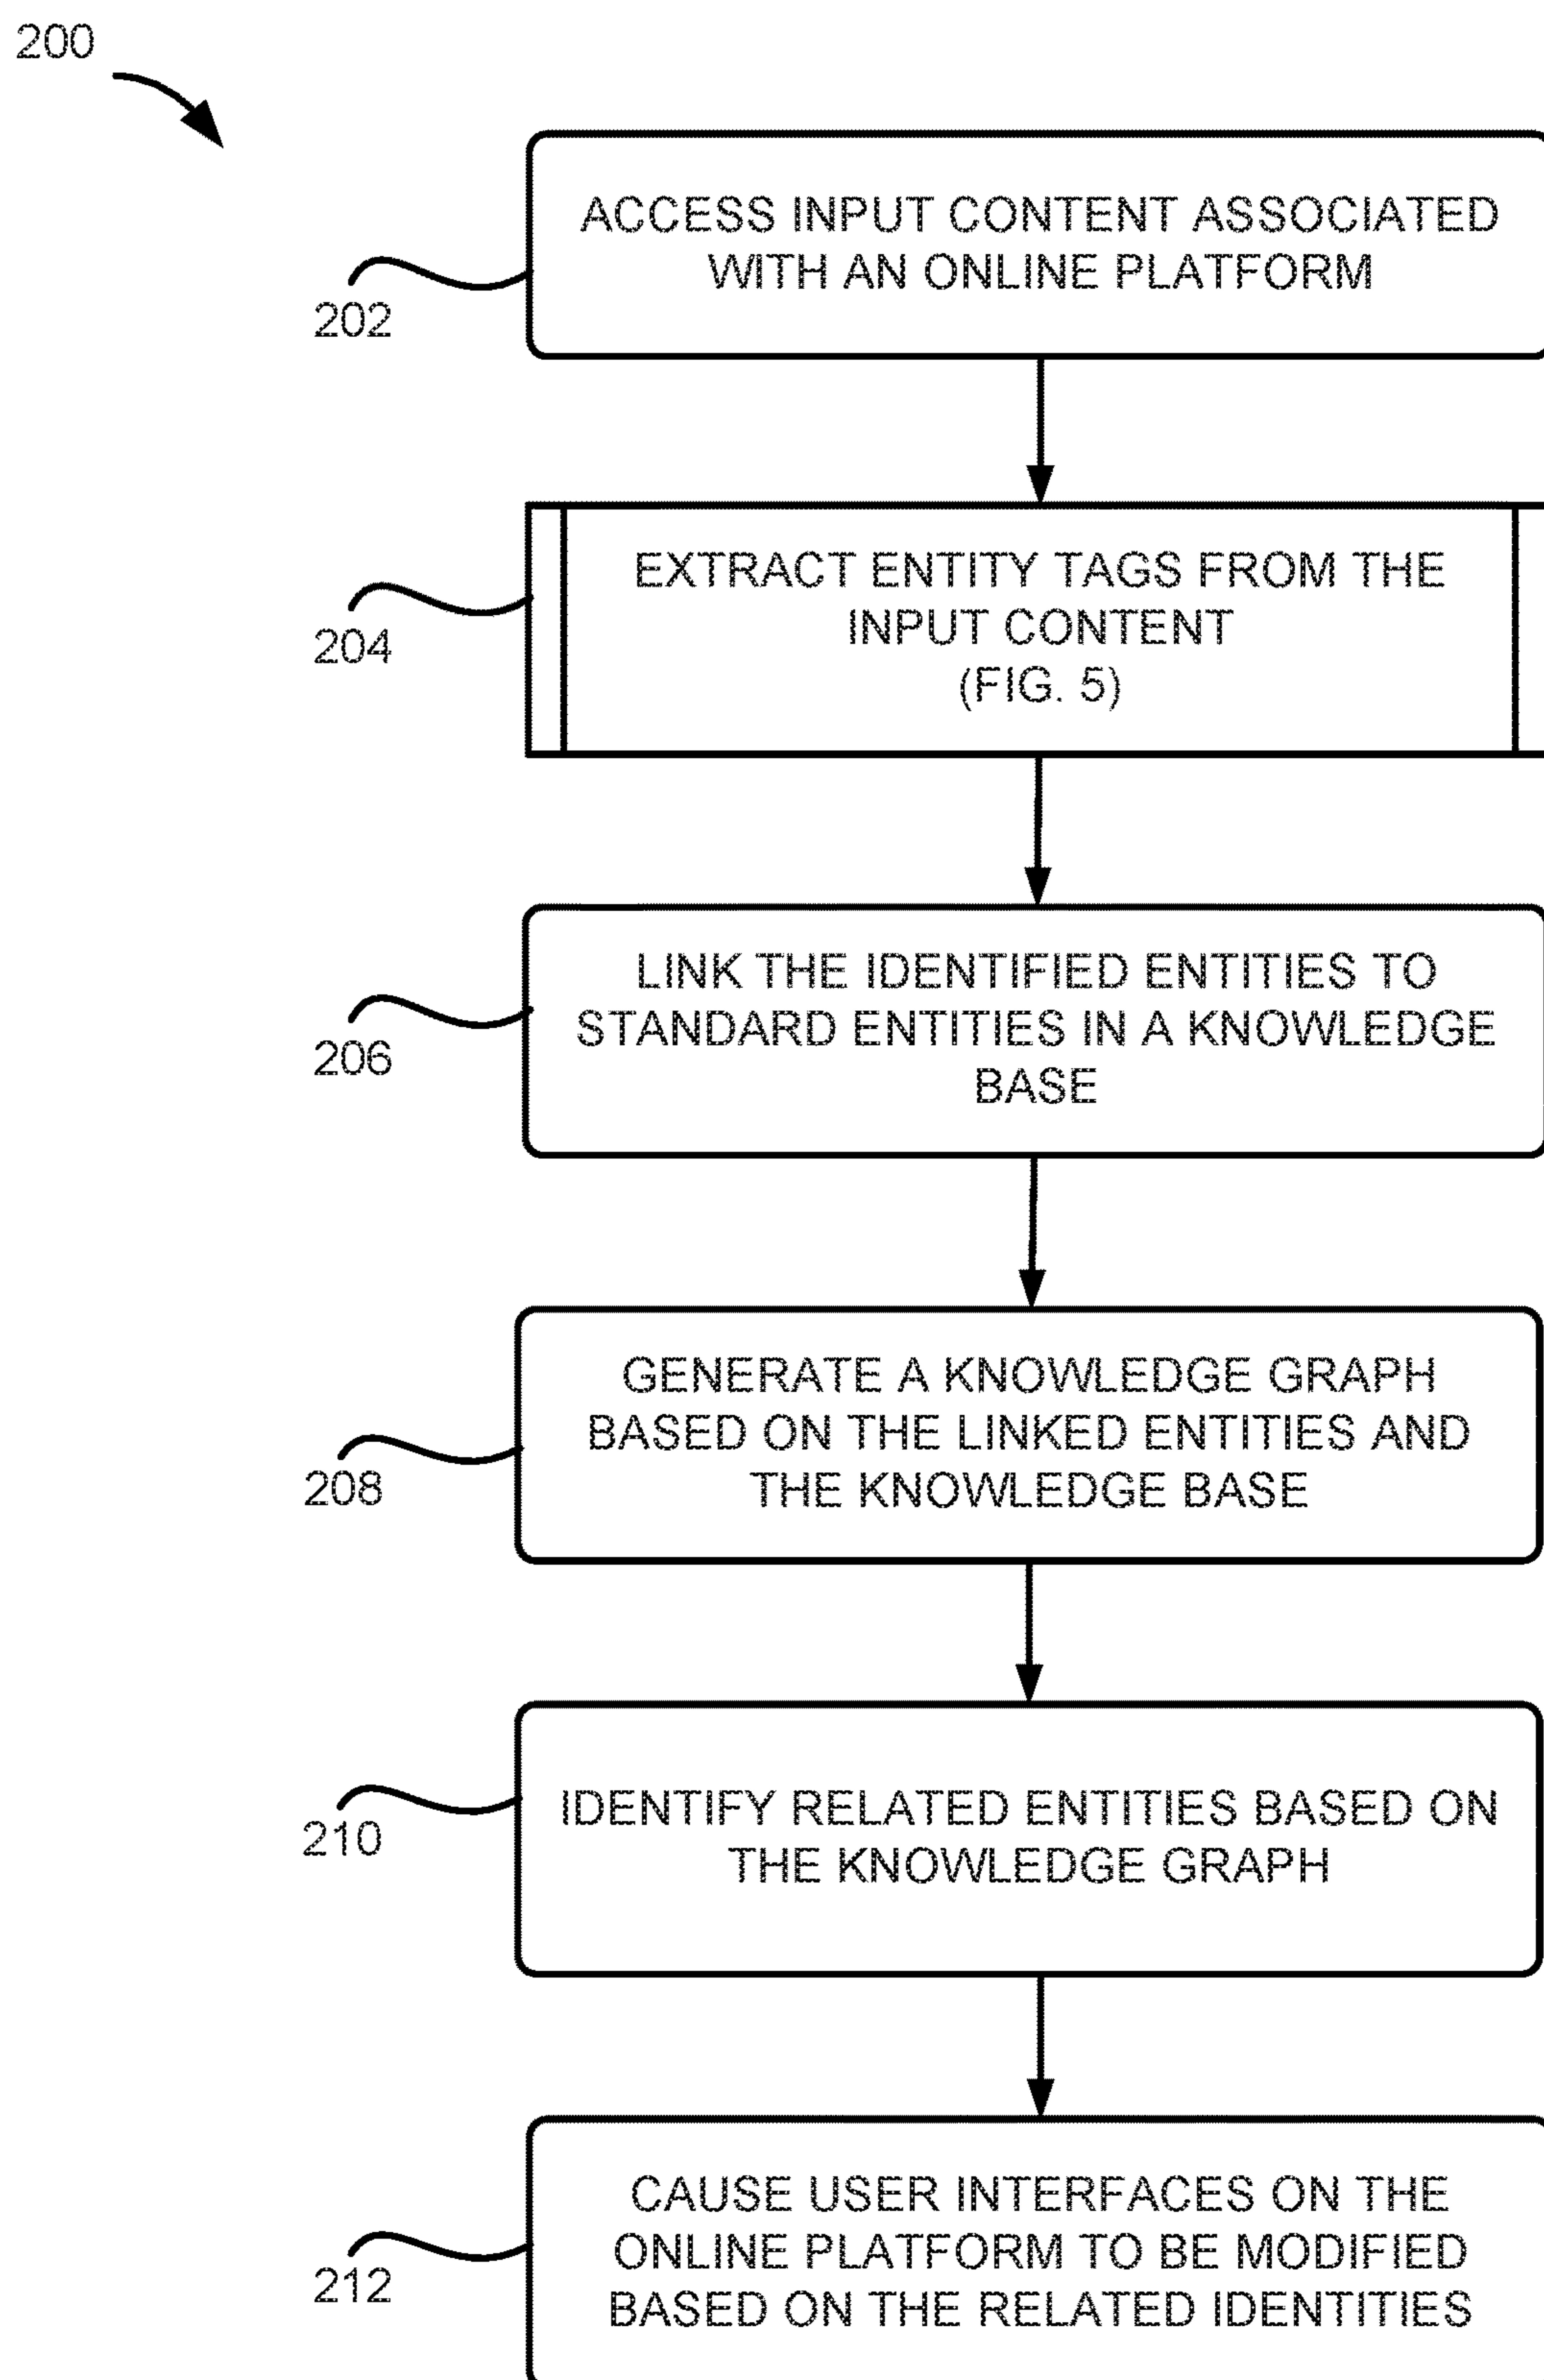 200
ACCESS INPUT CONTENT ASSOCIATED
WITH AN ONLINE PLATFORM
202
EXTRACT ENTITY TAGS FROM THE
INPUT CONTENT
(FIG. 5)
204
LINK THE IDENTIFIED ENTITIES TO
STANDARD ENTITIES IN A KNOWLEDGE
BASE
206
GENERATE A KNOWLEDGE GRAPH
BASED ON THE LINKED ENTITIES AND
THE KNOWLEDGE BASE
208
IDENTIFY RELATED ENTITIES BASED ON
THE KNOWLEDGE GRAPH
210
CAUSE USER INTERFACES ON THE
ONLINE PLATFORM TO BE MODIFIED
BASED ON THE RELATED IDENTITIES
212